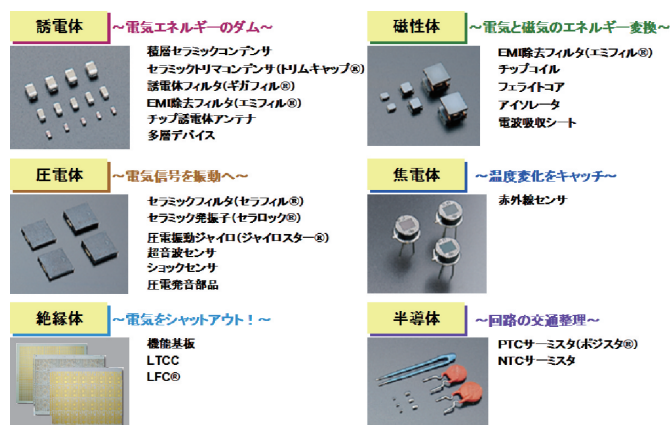 誘電体 ～電気エネルギーのダム～
積層セラミックコンデンサ
セラミックトリマコンデンサ(トリムキャップ®)
誘電体フィルタ(ギガフィル®)
EMI除去フィルタ(エミフィル®)
チップ誘電体アンテナ
多層デバイス
磁性体 ～電気と磁気のエネルギー変換～
EMI除去フィルタ(エミフィル®)
チップコイル
フェライトコア
アイソレータ
電波吸収シート
圧電体 ～電気信号を振動へ～
セラミックフィルタ(セラフィル®)
セラミック発振子(セラロック®)
圧電振動ジャイロ(ジャイロスター®)
超音波センサ
ショックセンサ
圧電発音部品
焦電体 ～温度変化をキャッチ～
赤外線センサ
絶縁体 ～電気をシャットアウト！～
機能基板
LTCC
LFC®
半導体 ～回路の交通整理～
PTCサーミスタ(ポジスタ®)
NTCサーミスタ